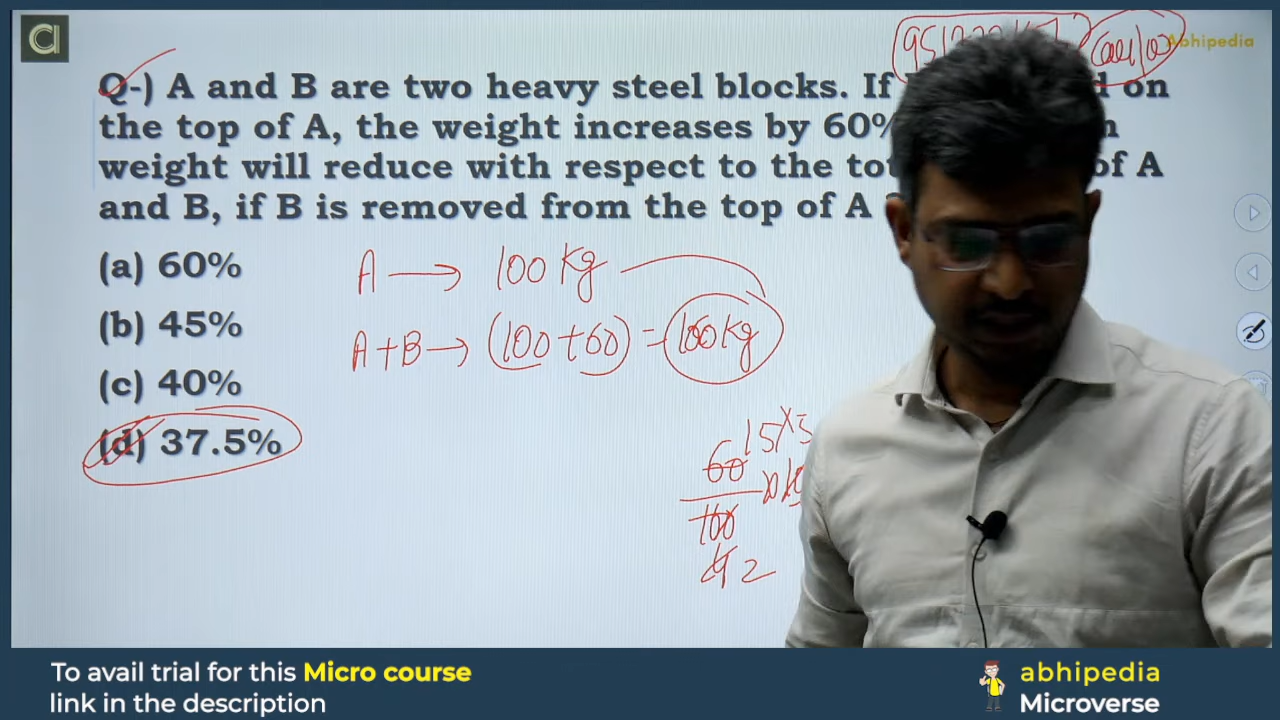 Abhipedia
Q-) A and B are two heavy steel blocks. If on
the top of A, the weight increases by 60%
weight will reduce with respect to the of A
and B, if B is removed from the top of A
(a) 60%
(b) 45%
(c) 40%
(d) 37.5%
A → 100 Kg
A+B → (100+60) = 160 Kg
60
100
2
To avail trial for this Micro course
link in the description
abhipedia
Microverse